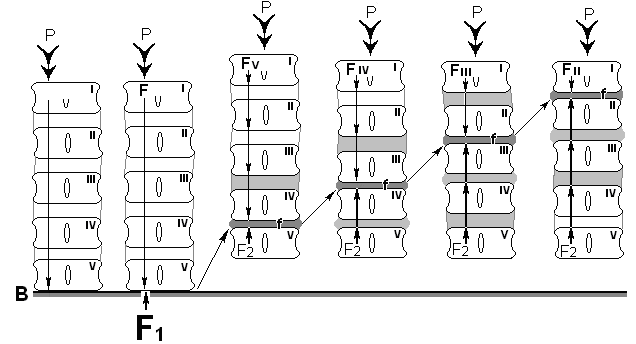 P P P P P P
I F I FV I FIV I FIII I FII I
f
II II II II II II
f
III III III III III III
f
IV IV IV IV IV IV
f
V V V V V V
F2 F2 F2 F2
B
F1